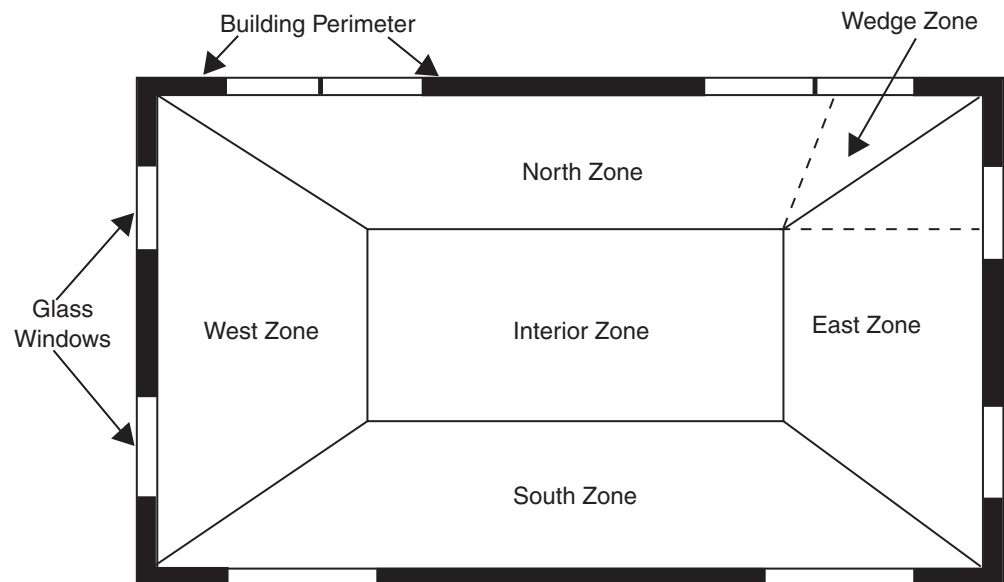 Building Perimeter
Wedge Zone
North Zone
Glass
Windows
West Zone
Interior Zone
East Zone
South Zone